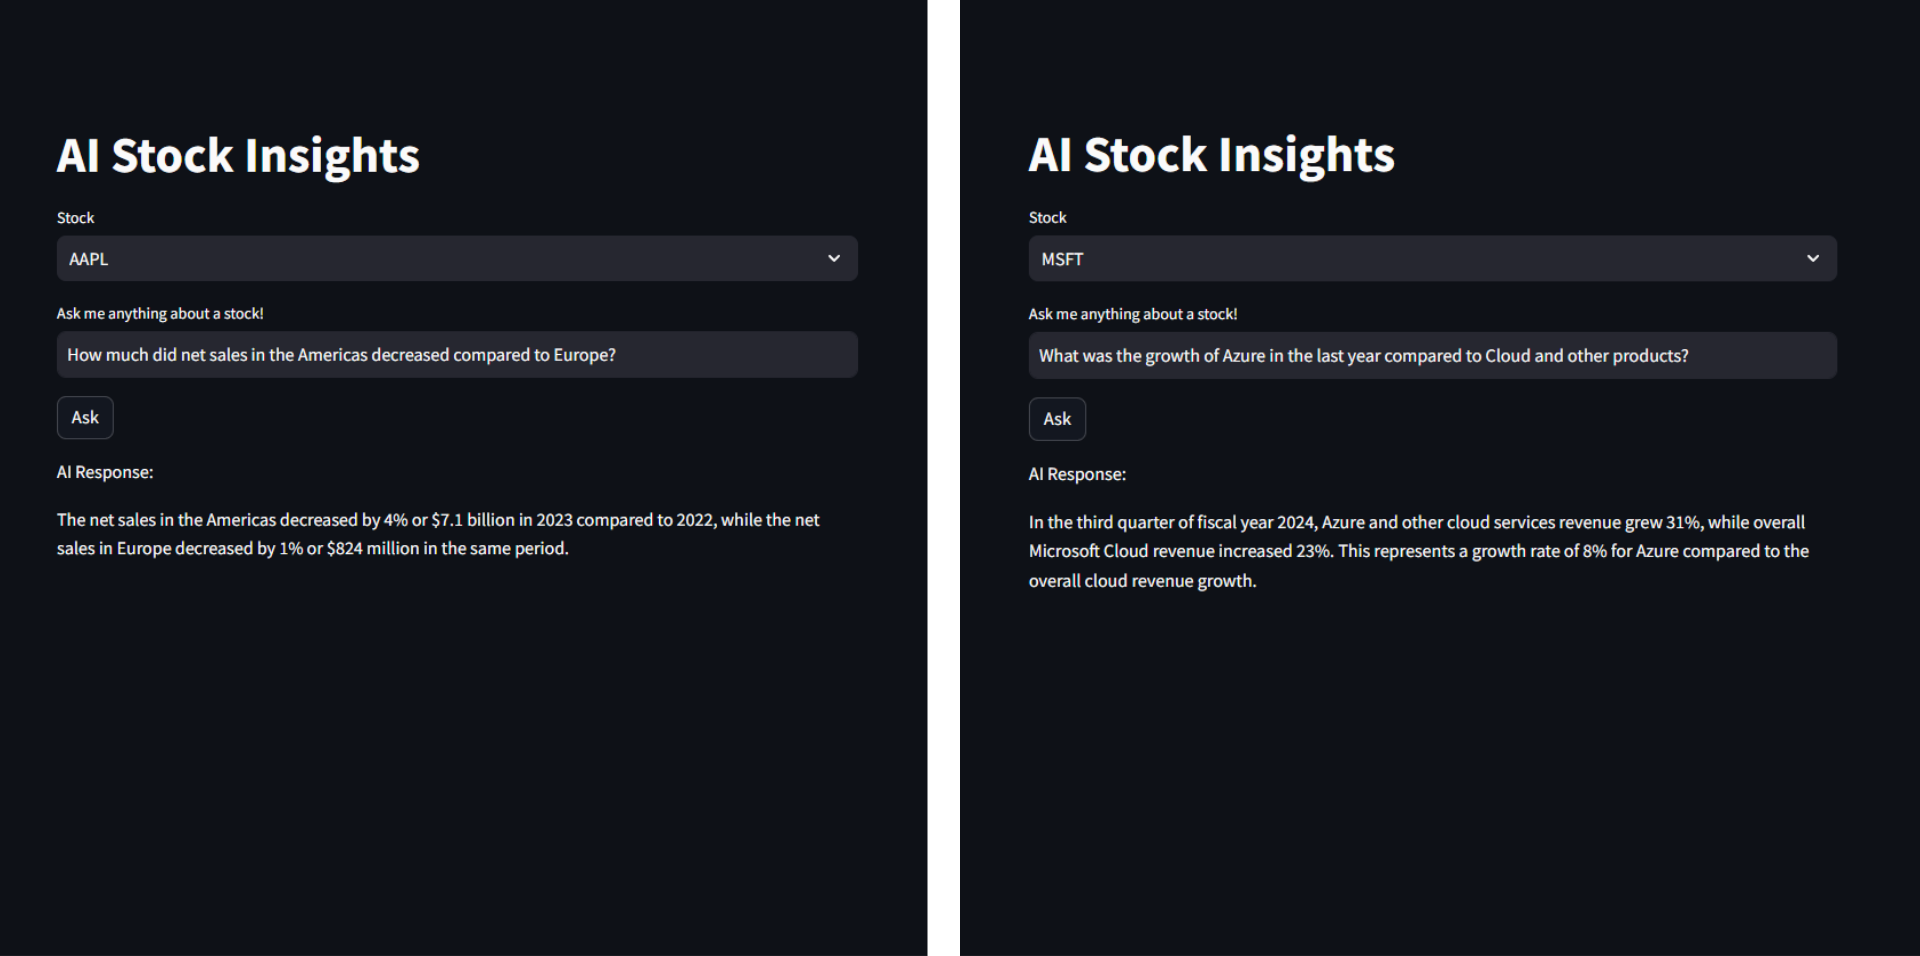 AI Stock Insights
Stock
AAPL
Ask me anything about a stock!
How much did net sales in the Americas decreased compared to Europe?
Ask
AI Response:
The net sales in the Americas decreased by 4% or $7.1 billion in 2023 compared to 2022, while the net
sales in Europe decreased by 1% or $824 million in the same period.
AI Stock Insights
Stock
MSFT
Ask me anything about a stock!
What was the growth of Azure in the last year compared to Cloud and other products?
Ask
AI Response:
In the third quarter of fiscal year 2024, Azure and other cloud services revenue grew 31%, while overall
Microsoft Cloud revenue increased 23%. This represents a growth rate of 8% for Azure compared to the
overall cloud revenue growth.